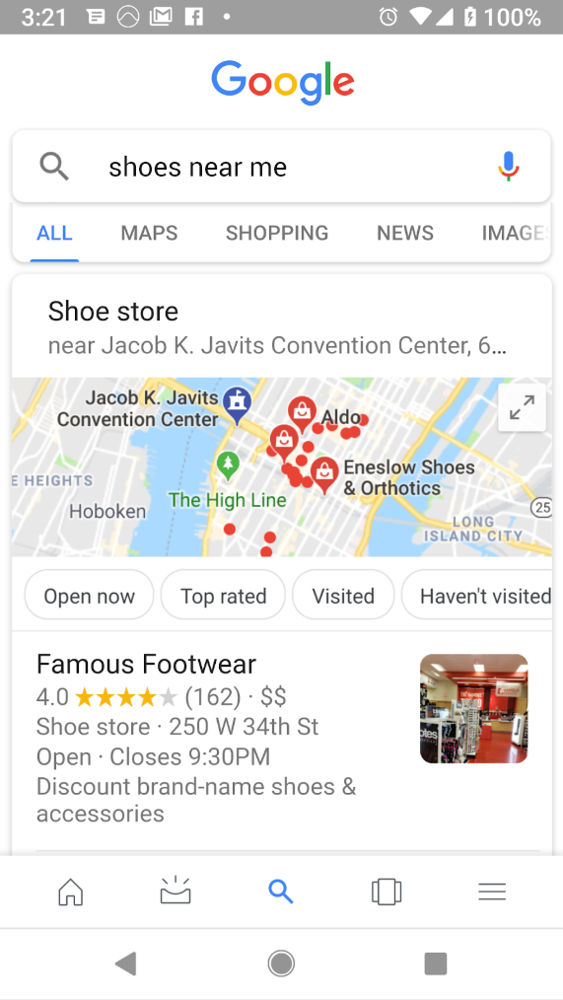 3:21 100%
Google
shoes near me
ALL MAPS SHOPPING NEWS IMAGE
Shoe store
near Jacob K. Javits Convention Center, 6...
Jacob K. Javits
Convention Center
Aldo
E HEIGHTS
Hoboken
The High Line
Eneslow Shoes
& Orthotics
25
LONG
ISLAND CITY
Open now Top rated Visited Haven't visited
Famous Footwear
4.0 (162) · $$
Shoe store · 250 W 34th St
Open · Closes 9:30PM
Discount brand-name shoes &
accessories